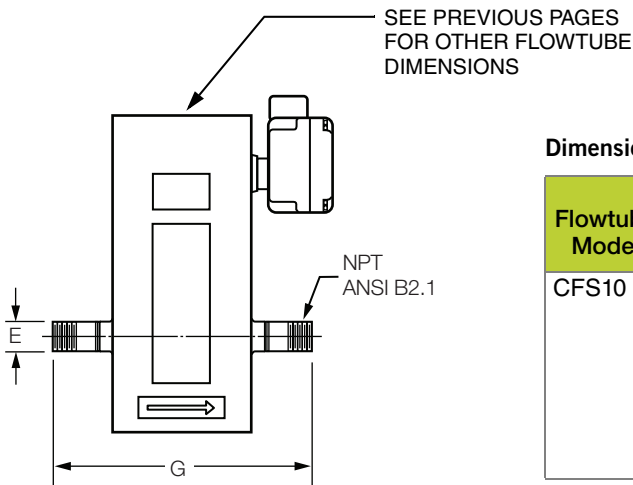 SEE PREVIOUS PAGES
FOR OTHER FLOWTUBE
DIMENSIONS
NPT
ANSI B2.1
E
G
CFS10